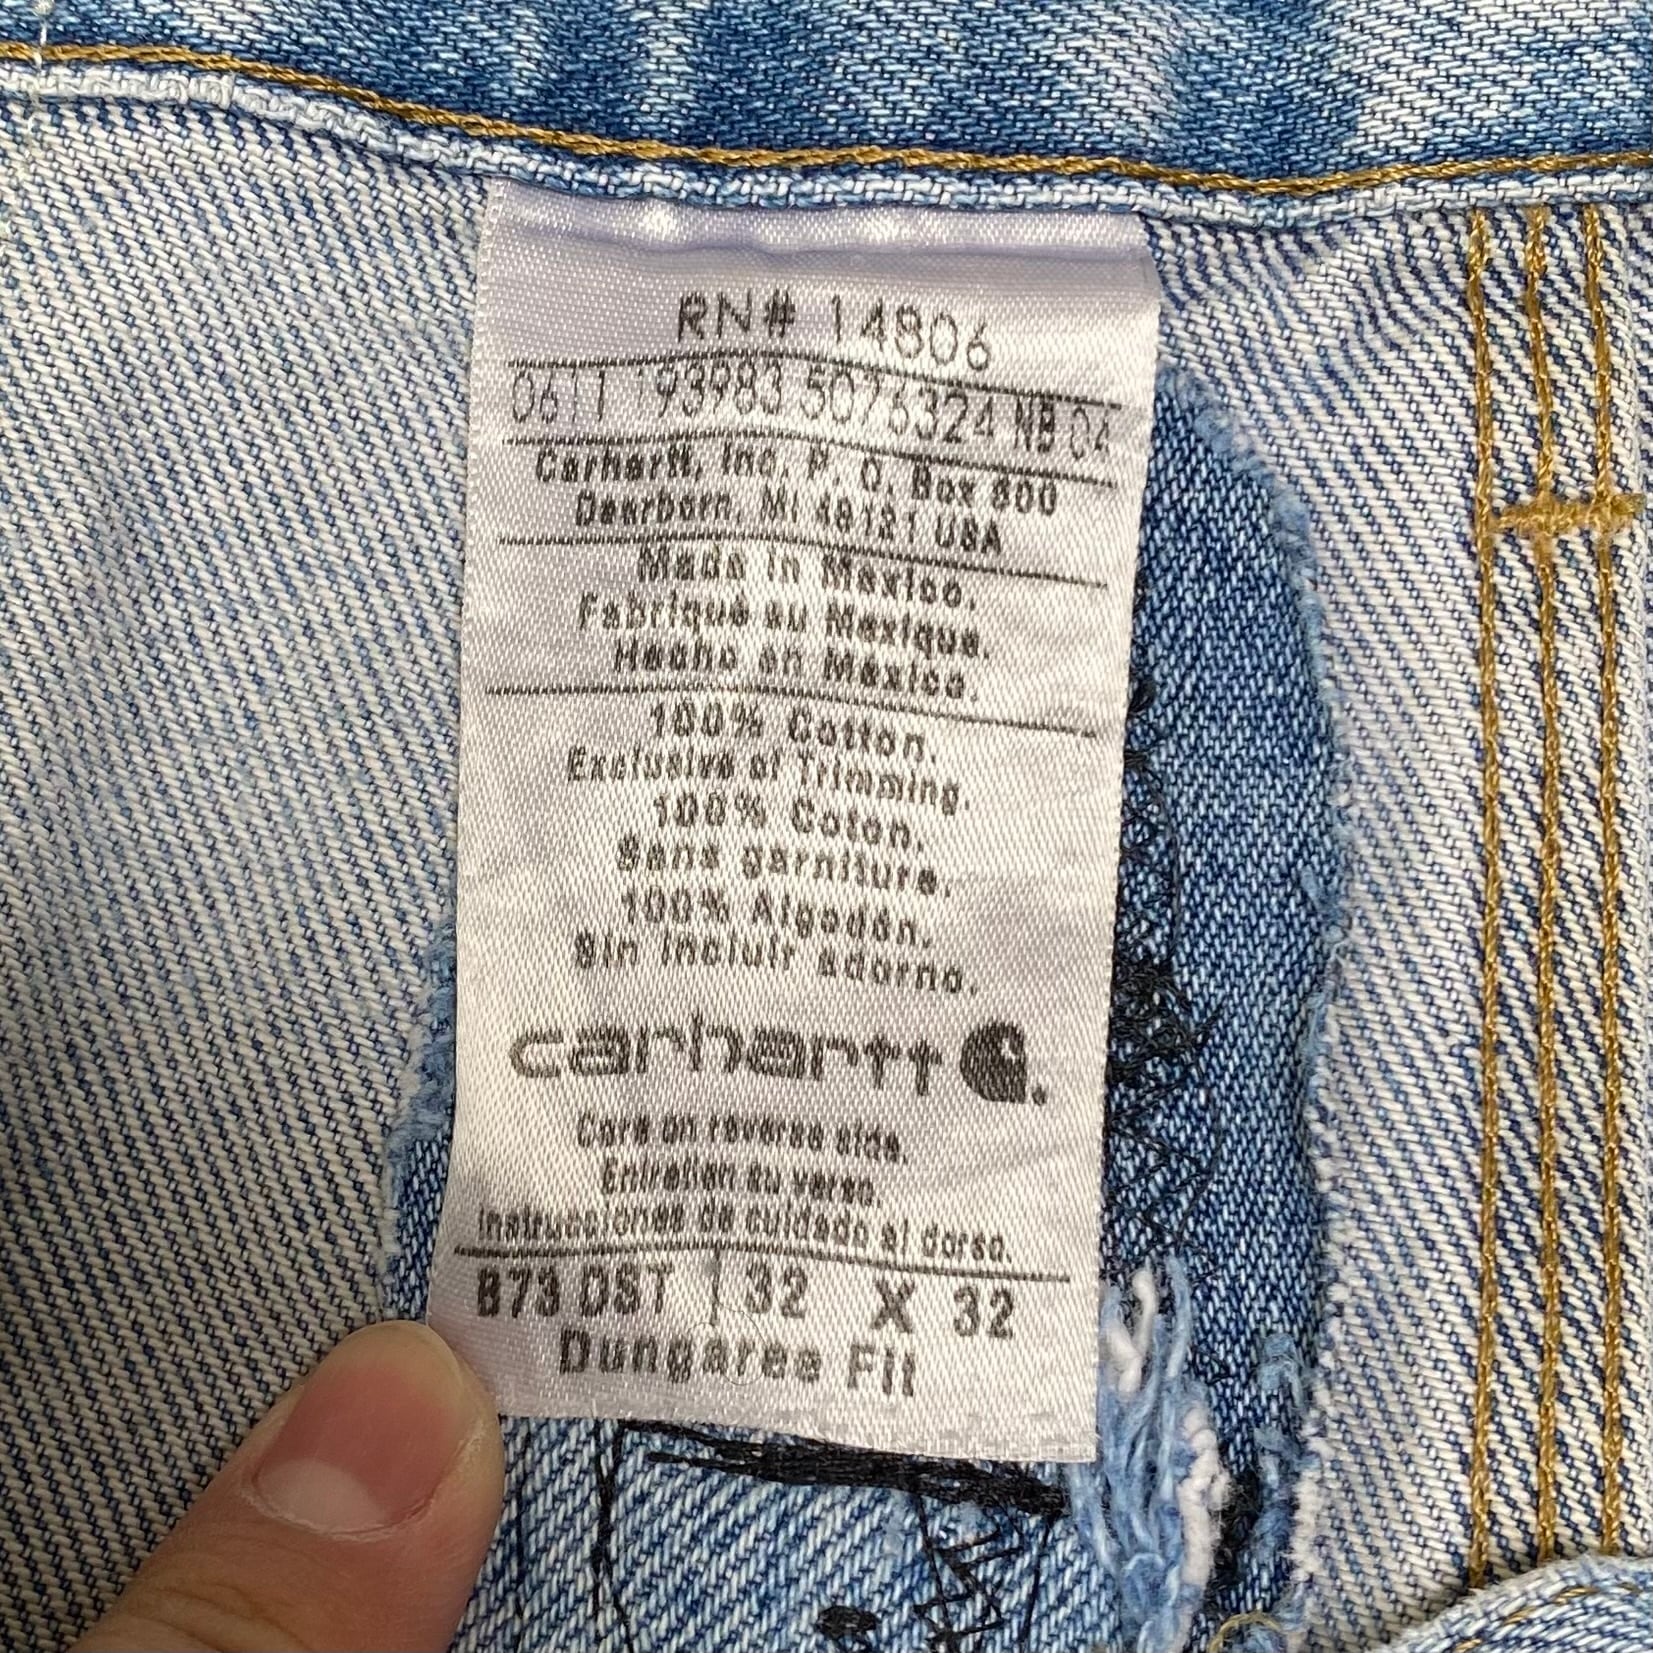 RN# 14806
0611 93983 5076324 NB 04
Carhartt, Inc. P. O. Box 600
Dearborn, MI 48121 USA
Made in Mexico.
Fabriqué au Mexique.
Hecho en México.
100% Cotton.
Exclusive of Trimming.
100% Coton.
Sans garniture.
100% Algodón.
Sin incluir adorno.
carhartt
Care on reverse side.
Entretien au verso.
Instrucciones de cuidado al dorso.
B73 DST 32 X 32
Dungaree Fit